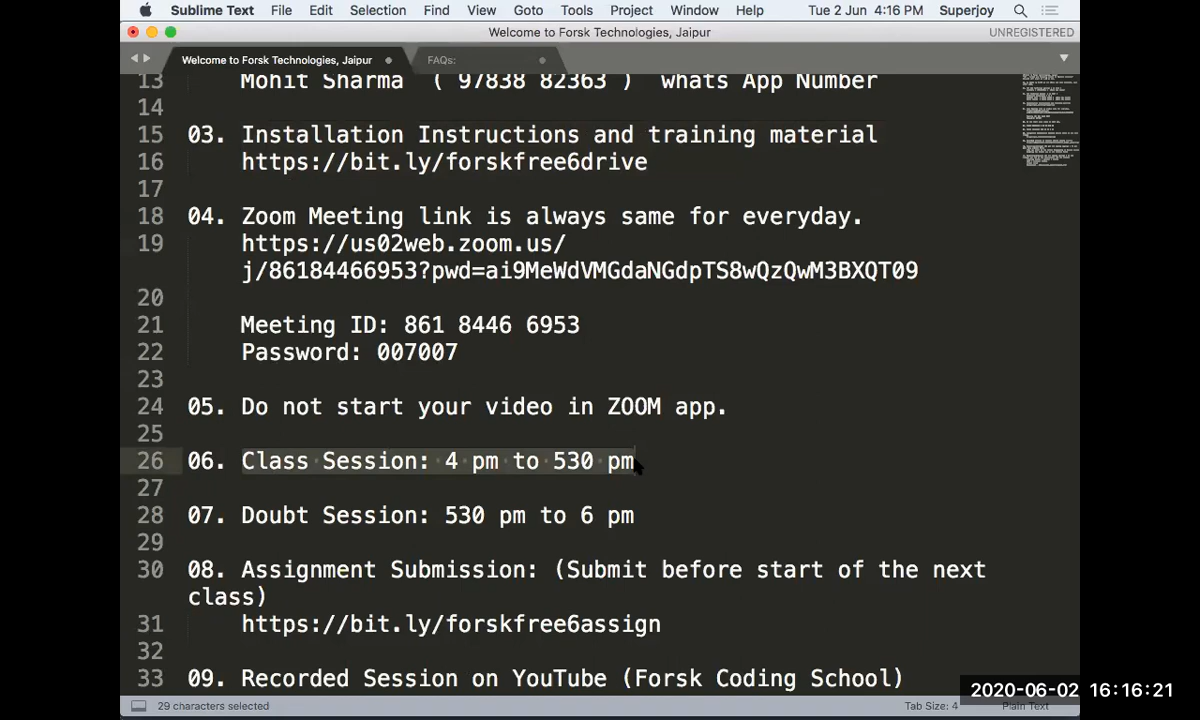 Sublime Text File Edit Selection Find View Goto Tools Project Window Help Tue 2 Jun 4:16 PM Superjoy
Welcome to Forsk Technologies, Jaipur UNREGISTERED
Welcome to Forsk Technologies, Jaipur FAQs:
13 Mohit Sharma ( 97838 82363 ) whats App Number
14
15 03. Installation Instructions and training material
16 https://bit.ly/forskfree6drive
17
18 04. Zoom Meeting link is always same for everyday.
19 https://us02web.zoom.us/
j/86184466953?pwd=ai9MeWdVMGdaNGdpTS8wQzQwM3BXQT09
20
21 Meeting ID: 861 8446 6953
22 Password: 007007
23
24 05. Do not start your video in ZOOM app.
25
26 06. Class Session: 4 pm to 530 pm
27
28 07. Doubt Session: 530 pm to 6 pm
29
30 08. Assignment Submission: (Submit before start of the next
class)
31 https://bit.ly/forskfree6assign
32
33 09. Recorded Session on YouTube (Forsk Coding School)
2020-06-02 16:16:21
29 characters selected Tab Size: 4 Plain Text